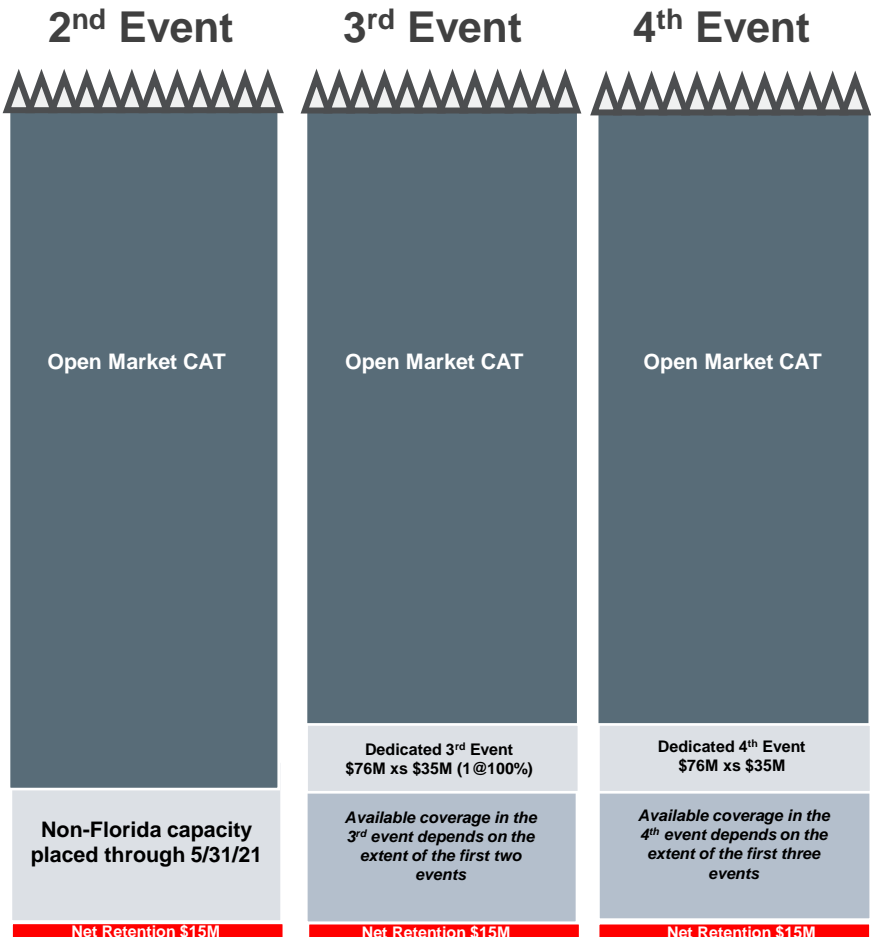 2nd Event
3rd Event
4th Event
Open Market CAT
Open Market CAT
Open Market CAT
Dedicated 3rd Event
$76M xs $35M (1@100%)
Dedicated 4th Event
$76M xs $35M
Non-Florida capacity
placed through 5/31/21
Available coverage in the
3rd event depends on the
extent of the first two
events
Available coverage in the
4th event depends on the
extent of the first three
events
Net Retention $15M
Net Retention $15M
Net Retention $15M